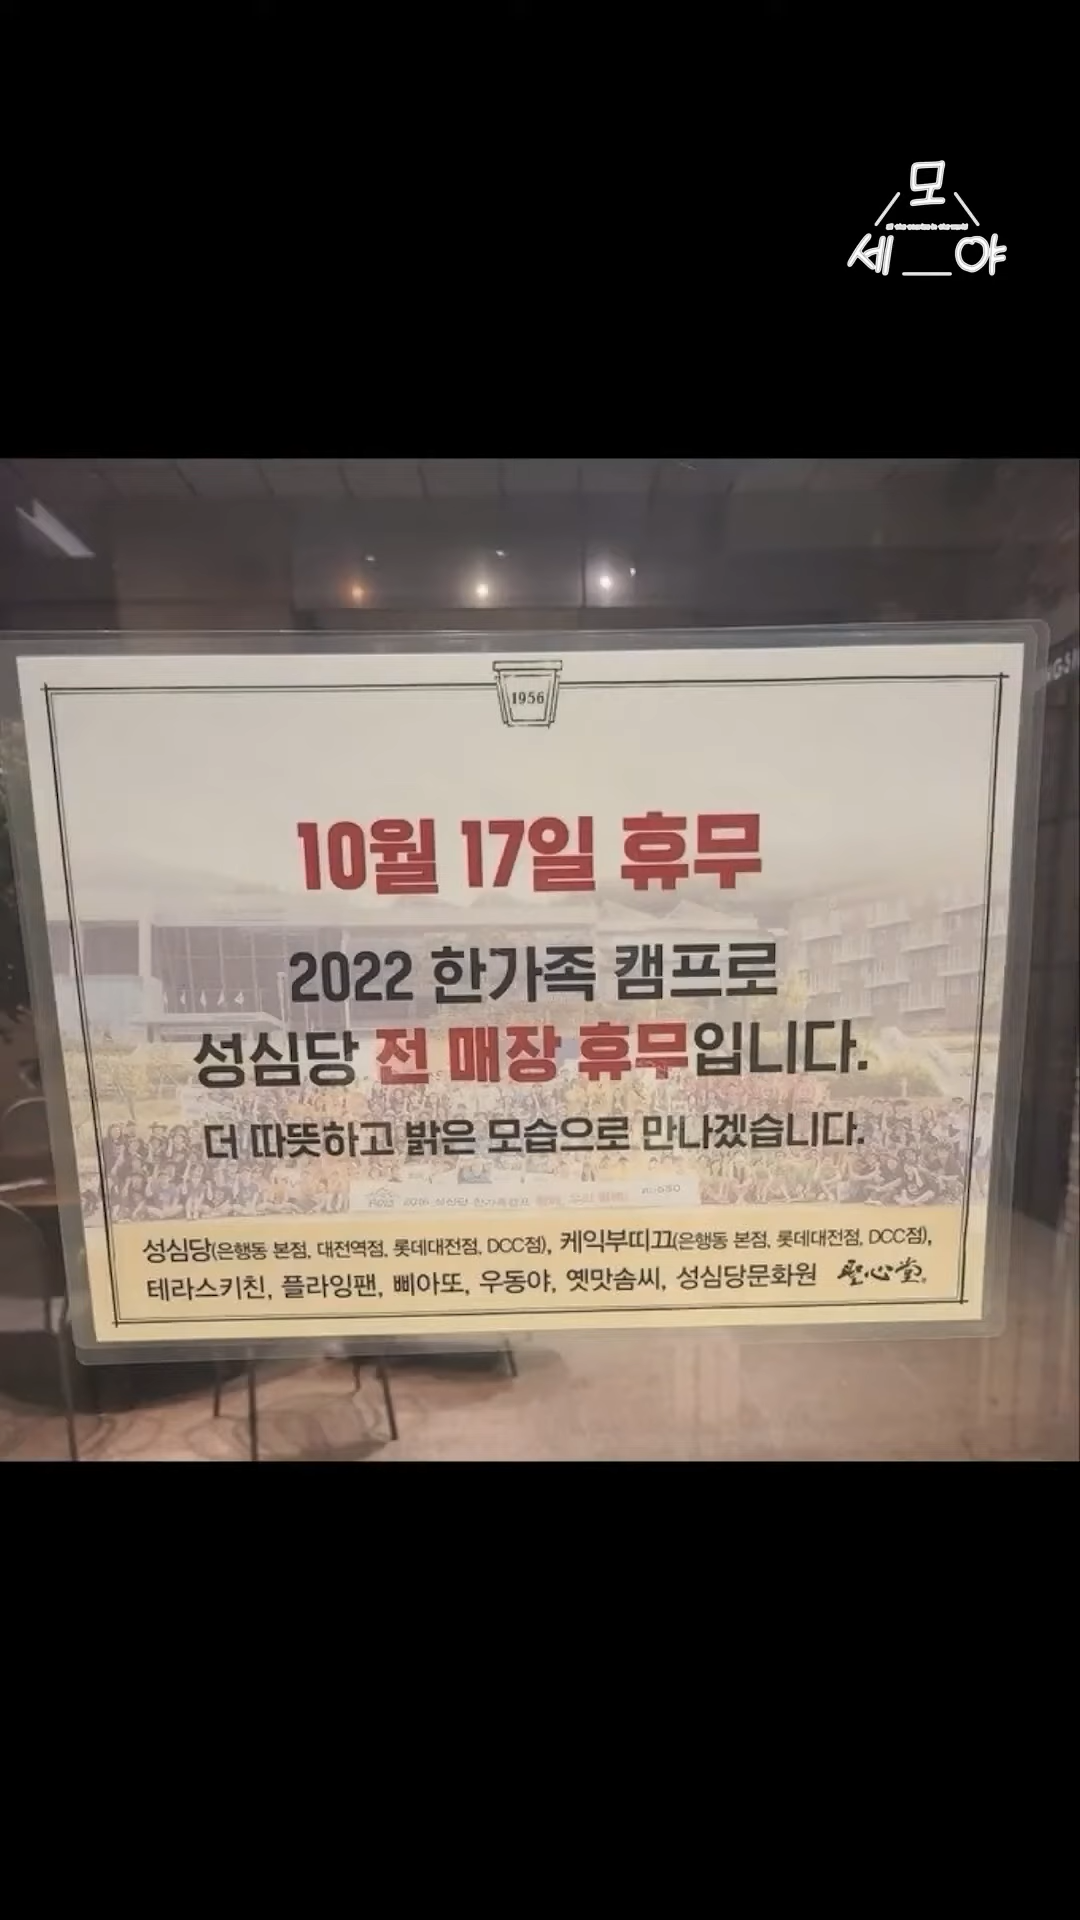 모
세_야
1956
10월 17일 휴무
2022 한가족 캠프로
성심당 전 매장 휴무입니다.
더 따뜻하고 밝은 모습으로 만나겠습니다.
성심당(은행동 본점, 대전역점, 롯데대전점, DCC점), 케익부띠끄(은행동 본점, 롯데대전점, DCC점),
테라스키친, 플라잉팬, 삐아또, 우동야, 옛맛솜씨, 성심당문화원 聖心堂